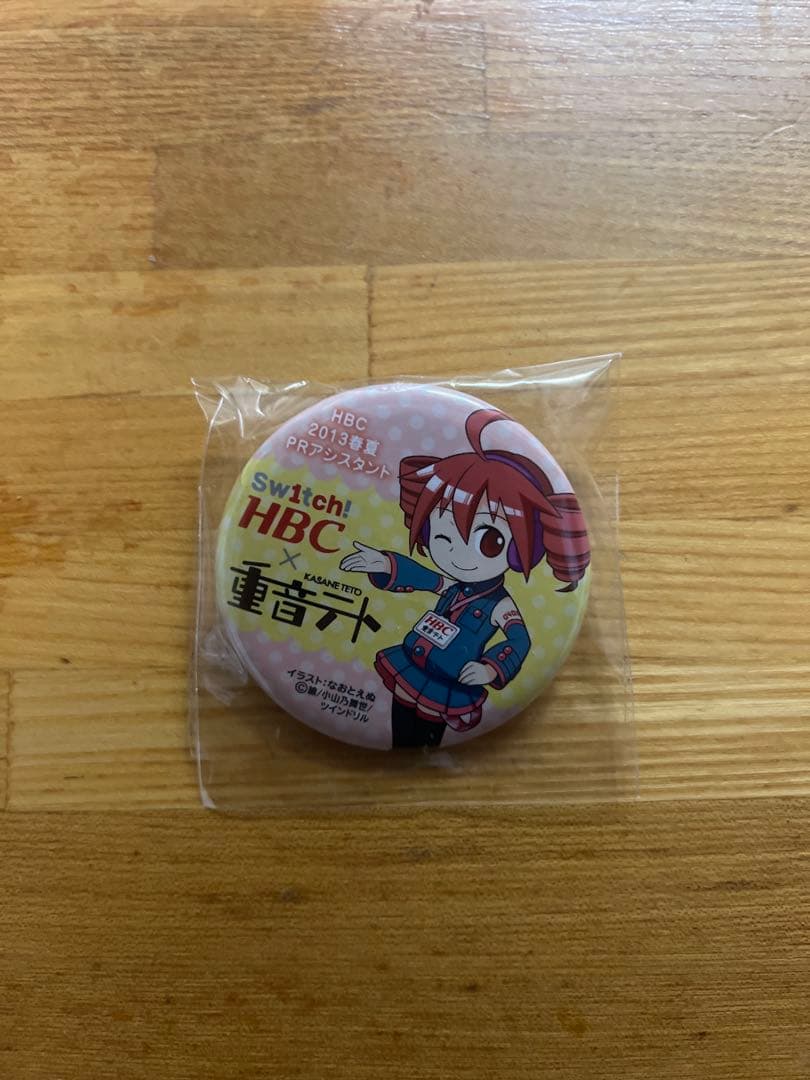 HBC
2013春夏
PRアシスタント
Sw1tch!
HBC
×
KASANE TETO
重音テト
HBC
重音テト
イラスト:なおとえぬ
©線/小山乃舞世/
ツインドリル